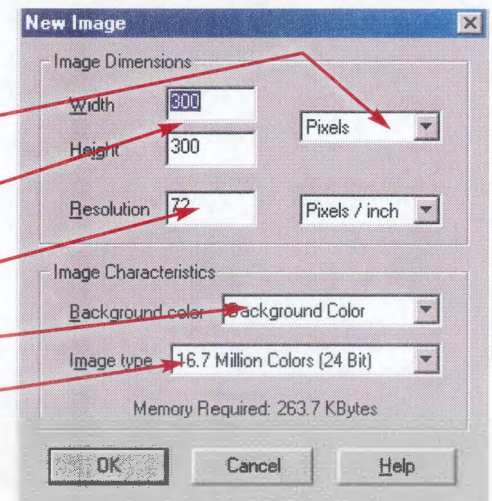 New Image
Image Dimensions
Width 300
Height 300
Pixels
Resolution 72 Pixels / inch
Image Characteristics
Background color Background Color
Image type 16.7 Million Colors (24 Bit)
Memory Required: 263.7 KBytes
OK Cancel Help